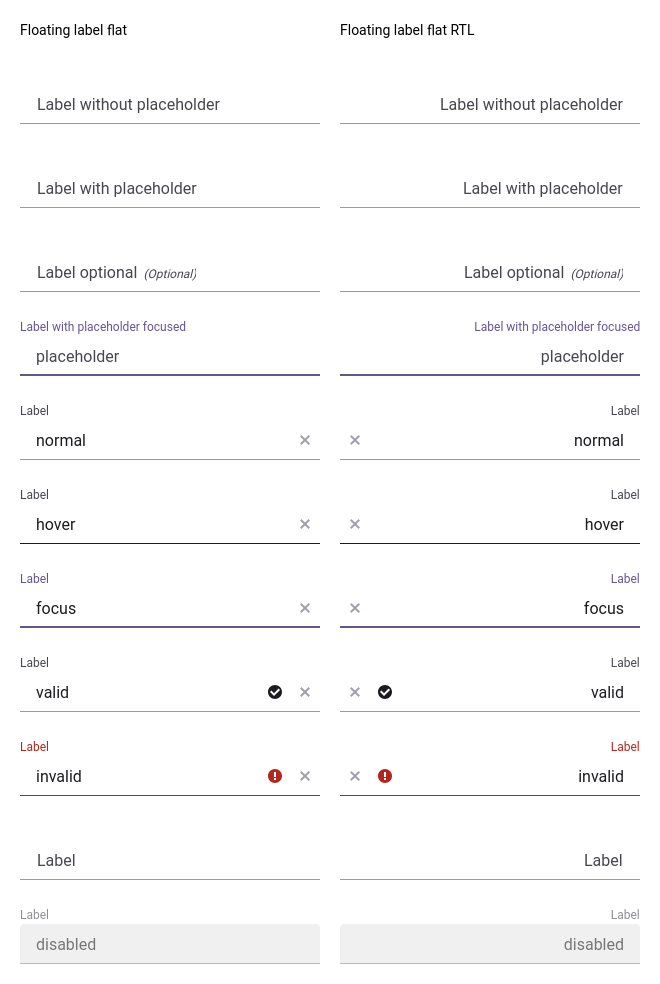 Floating label flat
Floating label flat RTL
Label without placeholder
Label without placeholder
Label with placeholder
Label with placeholder
Label optional (Optional)
Label optional (Optional)
Label with placeholder focused
Label with placeholder focused
placeholder
placeholder
Label
Label
normal
normal
Label
Label
hover
hover
Label
Label
focus
focus
Label
Label
valid
valid
Label
Label
invalid
invalid
Label
Label
Label
Label
disabled
disabled